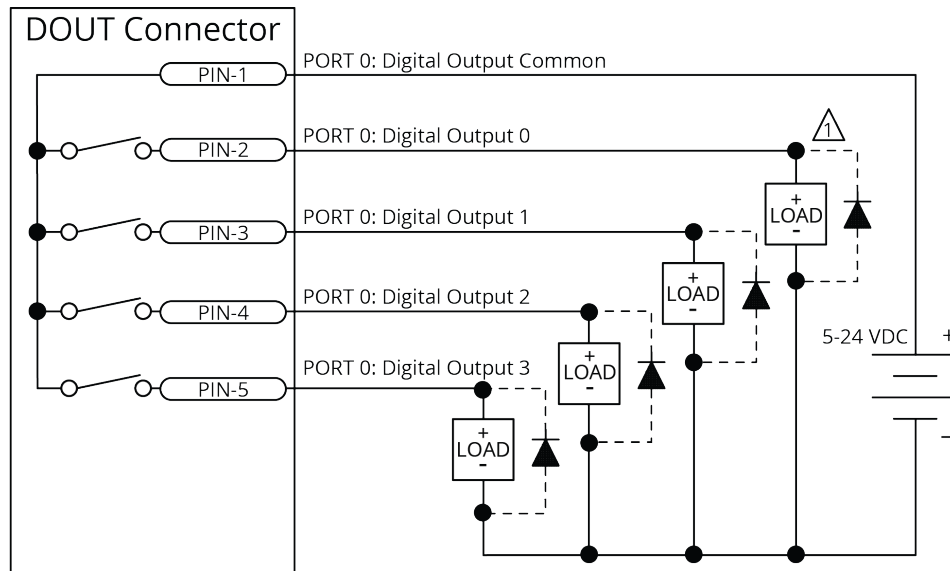 DOUT Connector
PORT 0: Digital Output Common
PIN-1
PORT 0: Digital Output 0
1
PIN-2
+
LOAD
-
PORT 0: Digital Output 1
PIN-3
+
LOAD
-
PORT 0: Digital Output 2
PIN-4
5-24 VDC
+
-
+
LOAD
-
PORT 0: Digital Output 3
PIN-5
+
LOAD
-